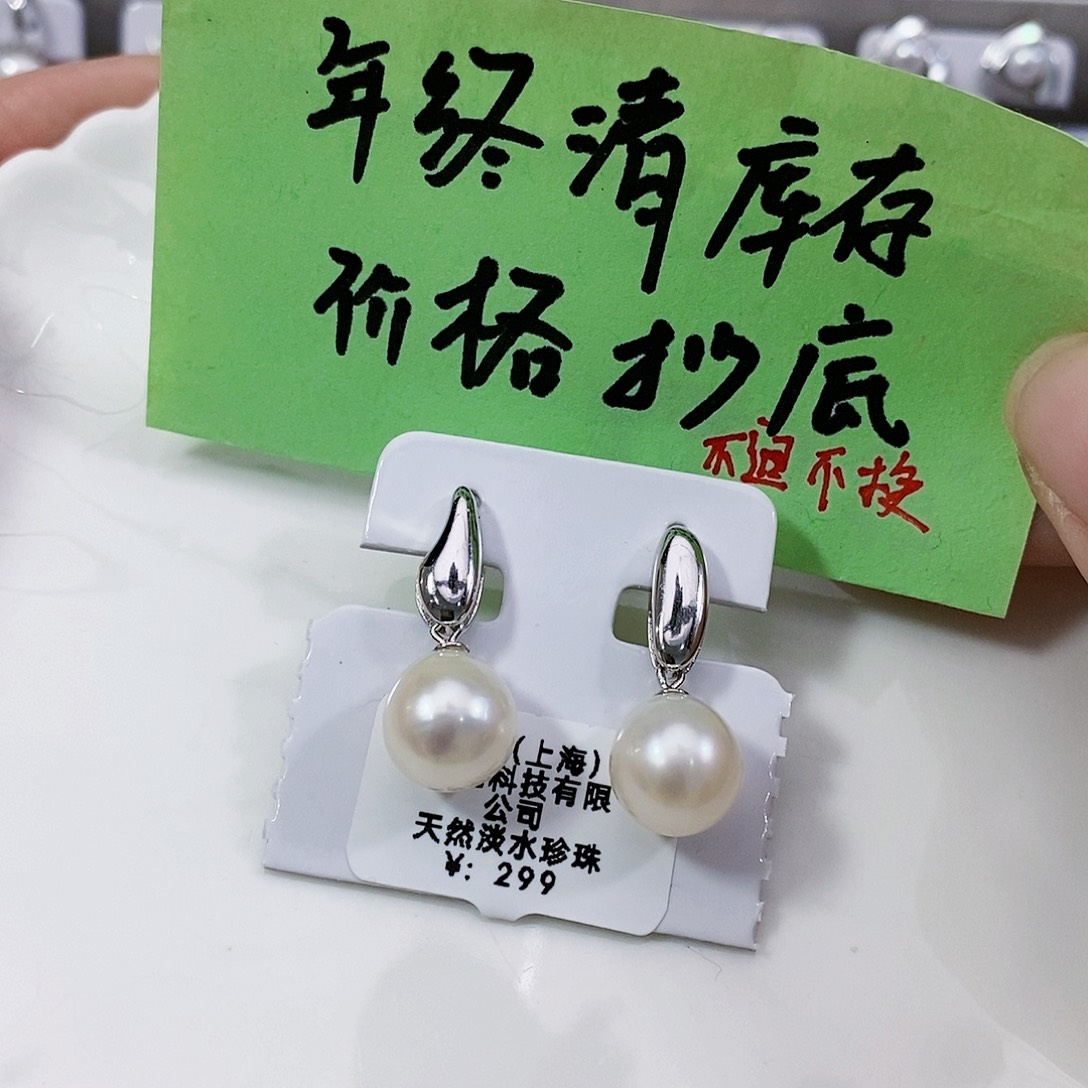 年终清库存
价格抄底
不退不换
(上海)
科技有限
公司
天然淡水珍珠
¥: 299